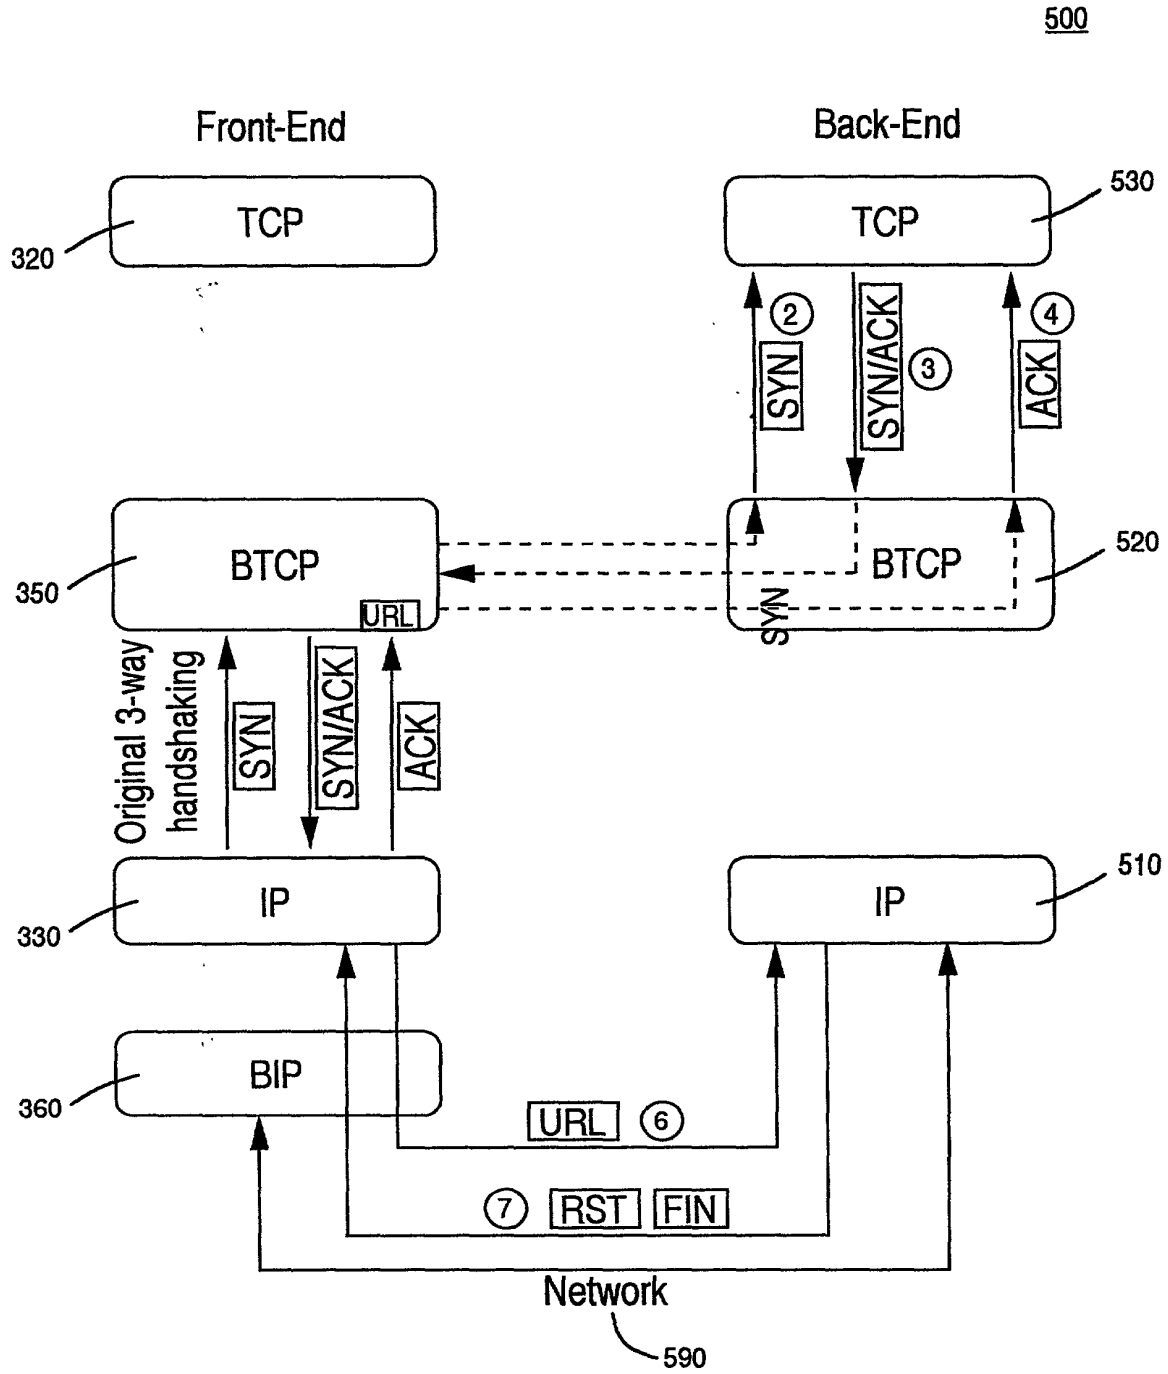 500
Front-End
Back-End
TCP
320
TCP
530
SYN
2
SYN/ACK
3
ACK
4
BTCP
350
URL
BTCP
520
SYN
Original 3-way
handshaking
SYN
SYN/ACK
ACK
IP
330
IP
510
BIP
360
URL 6
7 RST FIN
Network
590